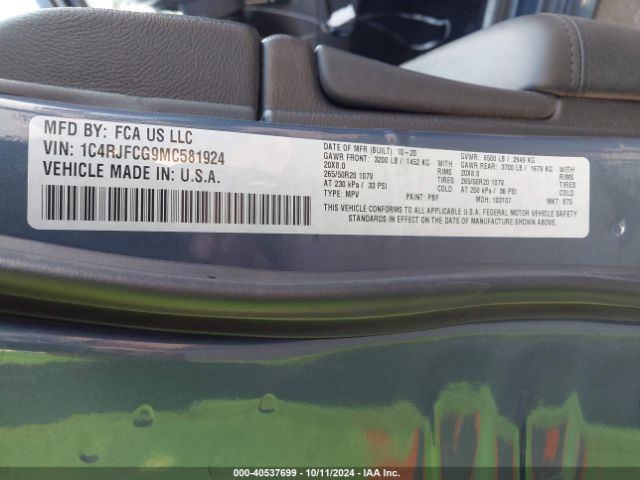 MFD BY: FCA US LLC
VIN: 1C4RJFCG9MC581924
VEHICLE MADE IN: U.S.A.
DATE OF MFR (BUILT): 10-20 GVWR: 6500 LB / 2949 KG
GAWR FRONT: 3200 LB / 1452 KG WITH GAWR REAR: 3700 LB / 1679 KG WITH
20X8.0 RIMS 20X8.0 RIMS
265/50R20 107V TIRES 265/50R20 107V TIRES
AT 230 kPa / 33 PSI COLD AT 250 kPa / 36 PSI COLD
TYPE: MPV PAINT: PBF MDH: 103107 MKT: 875
THIS VEHICLE CONFORMS TO ALL APPLICABLE U.S.A. FEDERAL MOTOR VEHICLE SAFETY
STANDARDS IN EFFECT ON THE DATE OF MANUFACTURE SHOWN ABOVE.
000-40537699 - 10/11/2024 - IAA Inc.